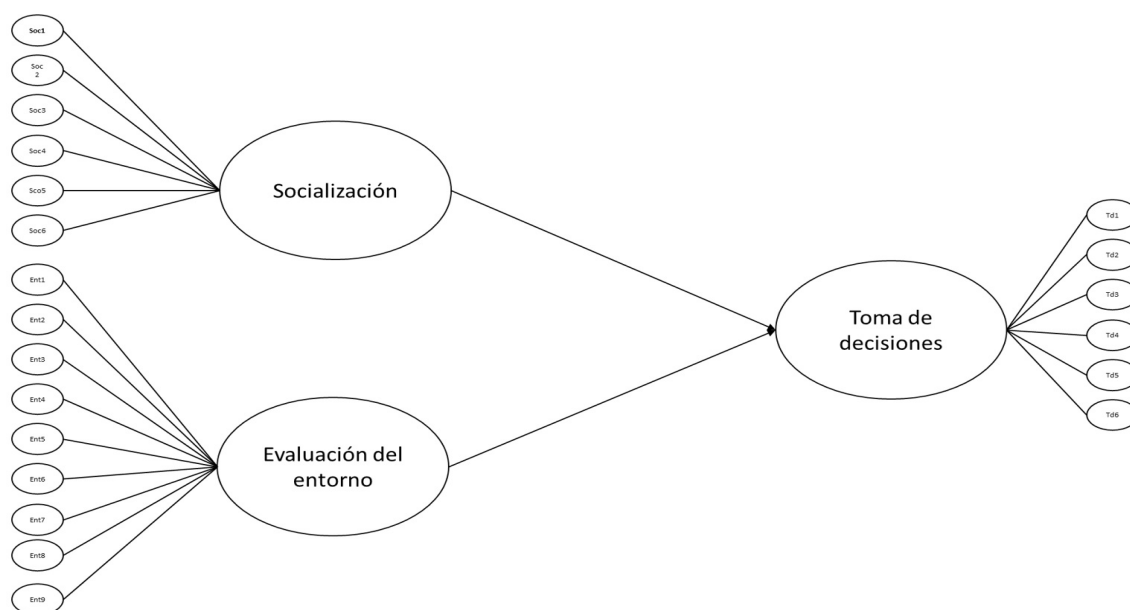 Soc1
Soc
2
Soc3
Soc4
Sco5
Soc6
Socialización
Ent1
Ent2
Ent3
Ent4
Ent5
Ent6
Ent7
Ent8
Ent9
Evaluación del
entorno
Toma de
decisiones
Td1
Td2
Td3
Td4
Td5
Td6